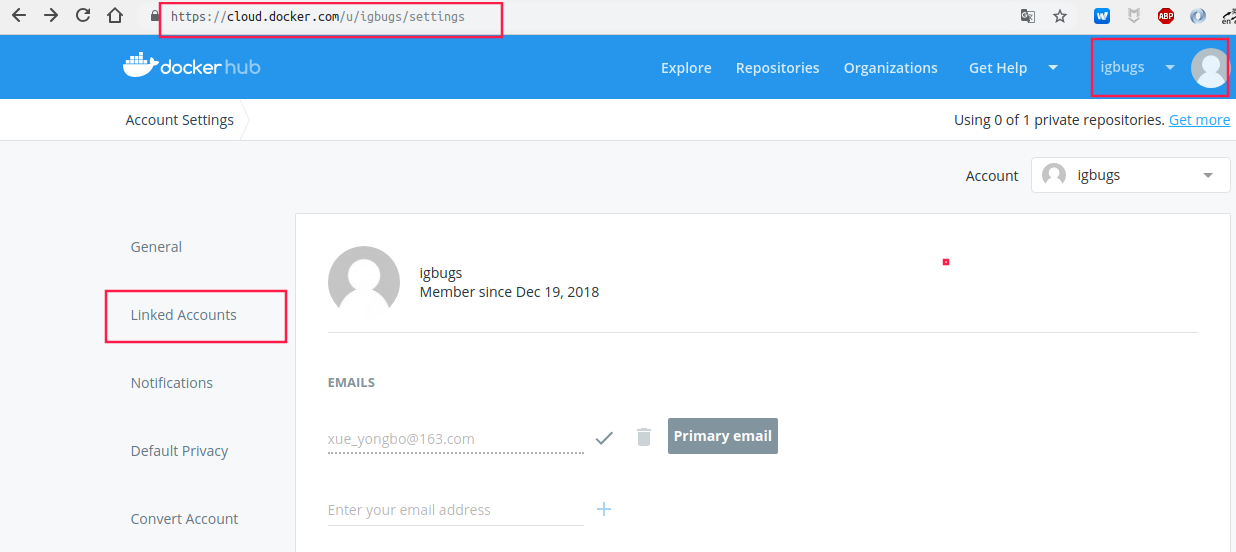 https://cloud.docker.com/u/igbugs/settings
ABP
en
docker hub Explore Repositories Organizations Get Help igbugs
Account Settings Using 0 of 1 private repositories. Get more
Account igbugs
General
Linked Accounts
Notifications
Default Privacy
Convert Account
igbugs
Member since Dec 19, 2018
EMAILS
xue_yongbo@163.com Primary email
Enter your email address